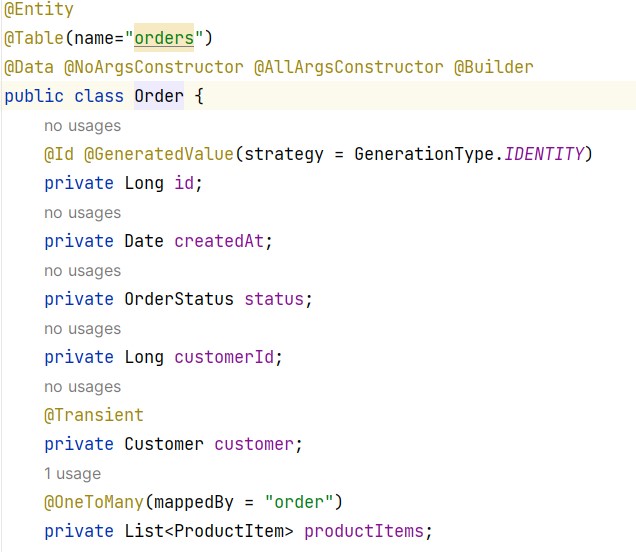 @Entity
@Table(name="orders")
@Data @NoArgsConstructor @AllArgsConstructor @Builder
public class Order {
no usages
@Id @GeneratedValue(strategy = GenerationType.IDENTITY)
private Long id;
no usages
private Date createdAt;
no usages
private OrderStatus status;
no usages
private Long customerId;
no usages
@Transient
private Customer customer;
1 usage
@OneToMany(mappedBy = "order")
private List<ProductItem> productItems;